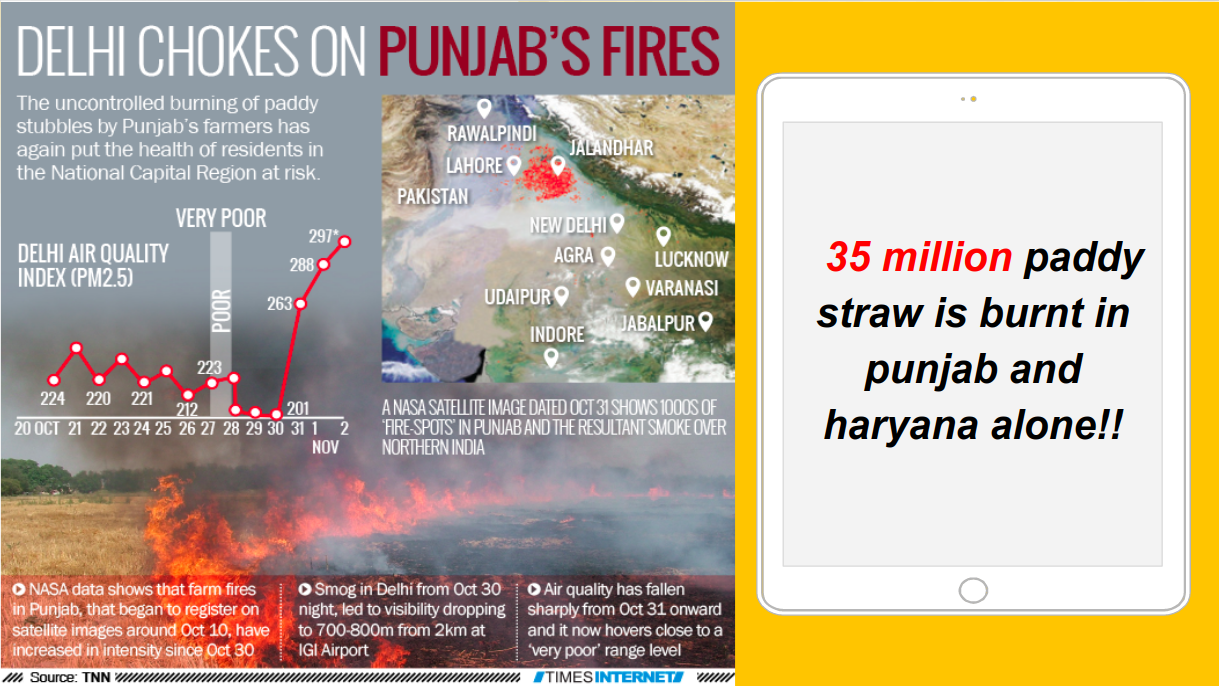 DELHI CHOKES ON PUNJAB'S FIRES
The uncontrolled burning of paddy
stubbles by Punjab's farmers has
again put the health of residents in
the National Capital Region at risk.
VERY POOR
DELHI AIR QUALITY
INDEX (PM2.5)
POOR
297*
288
263
224
220
221
212
223
201
20 OCT 21 22 23 24 25 26 27 28 29 30 31 1 2
NOV
RAWALPINDI
JALANDHAR
LAHORE
PAKISTAN
NEW DELHI
AGRA
LUCKNOW
UDAIPUR
VARANASI
INDORE
JABALPUR
A NASA SATELLITE IMAGE DATED OCT 31 SHOWS 1000S OF
'FIRE-SPOTS' IN PUNJAB AND THE RESULTANT SMOKE OVER
NORTHERN INDIA
NASA data shows that farm fires
in Punjab, that began to register on
satellite images around Oct 10, have
increased in intensity since Oct 30
Smog in Delhi from Oct 30
night, led to visibility dropping
to 700-800m from 2km at
IGI Airport
Air quality has fallen
sharply from Oct 31 onward
and it now hovers close to a
'very poor' range level
Source: TNN
TIMES INTERNET
35 million paddy
straw is burnt in
punjab and
haryana alone!!